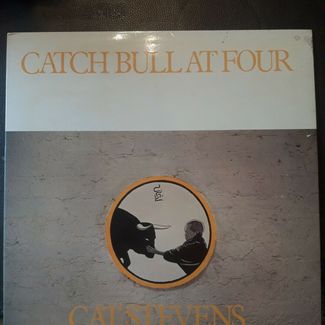 CATCH BULL AT FOUR
CAT STEVENS